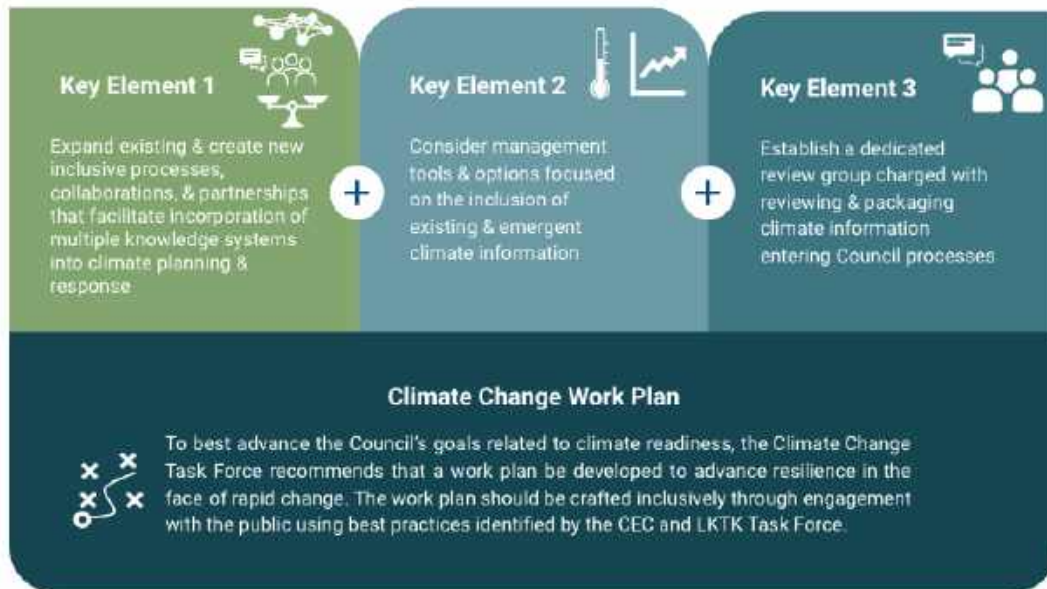 Key Element 1
Expand existing & create new
inclusive processes,
collaborations, & partnerships
that facilitate incorporation of
multiple knowledge systems
into climate planning &
response
+
Key Element 2
Consider management
tools & options focused
on the inclusion of
existing & emergent
climate information
+
Key Element 3
Establish a dedicated
review group charged with
reviewing & packaging
climate information
entering Council processes
Climate Change Work Plan
To best advance the Council's goals related to climate readiness, the Climate Change
Task Force recommends that a work plan be developed to advance resilience in the
face of rapid change. The work plan should be crafted inclusively through engagement
with the public using best practices identified by the CEC and LKTK Task Force.